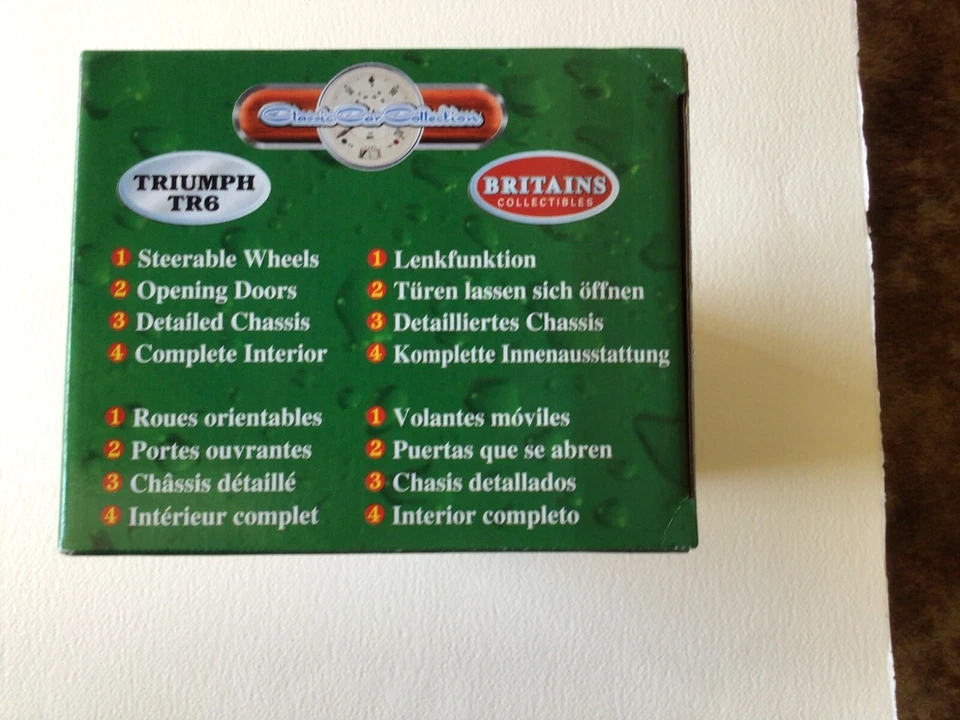 Classic Car Collection
TRIUMPH
TR6
BRITAINS
COLLECTIBLES
1 Steerable Wheels
2 Opening Doors
3 Detailed Chassis
4 Complete Interior
1 Lenkfunktion
2 Türen lassen sich öffnen
3 Detailliertes Chassis
4 Komplette Innenausstattung
1 Roues orientables
2 Portes ouvrantes
3 Châssis détaillé
4 Intérieur complet
1 Volantes móviles
2 Puertas que se abren
3 Chasis detallados
4 Interior completo